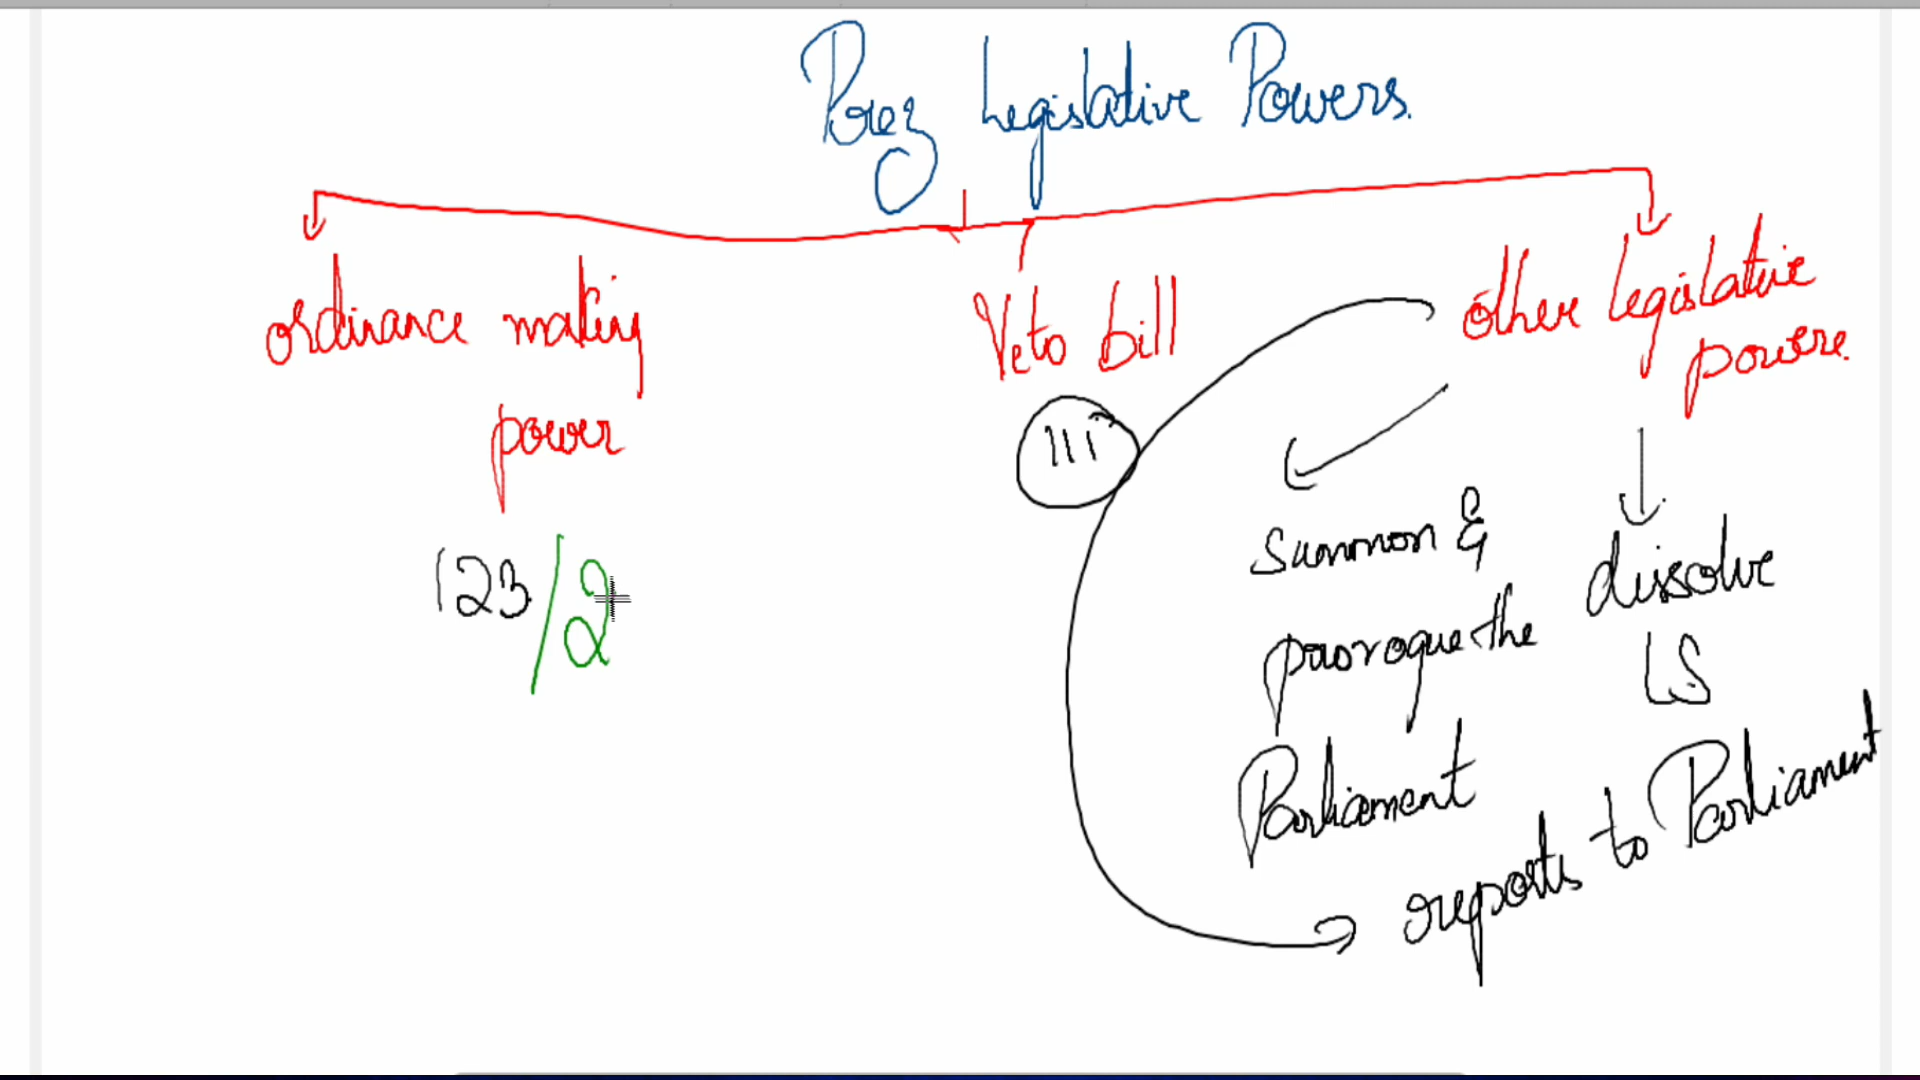 Prez Legislative Powers.
ordinance making
power
123/2
Veto bill
111
other legislative
powers.
summon &
prorogue the
Parliament
dissolve
LS
reports to Parliament